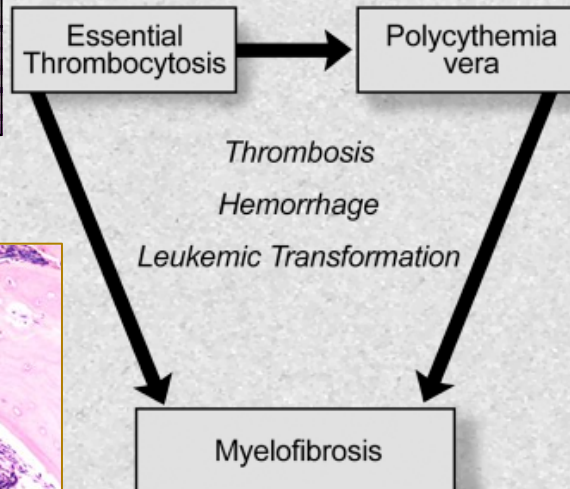 Essential
Thrombocytosis
Polycythemia
vera
Thrombosis
Hemorrhage
Leukemic Transformation
Myelofibrosis